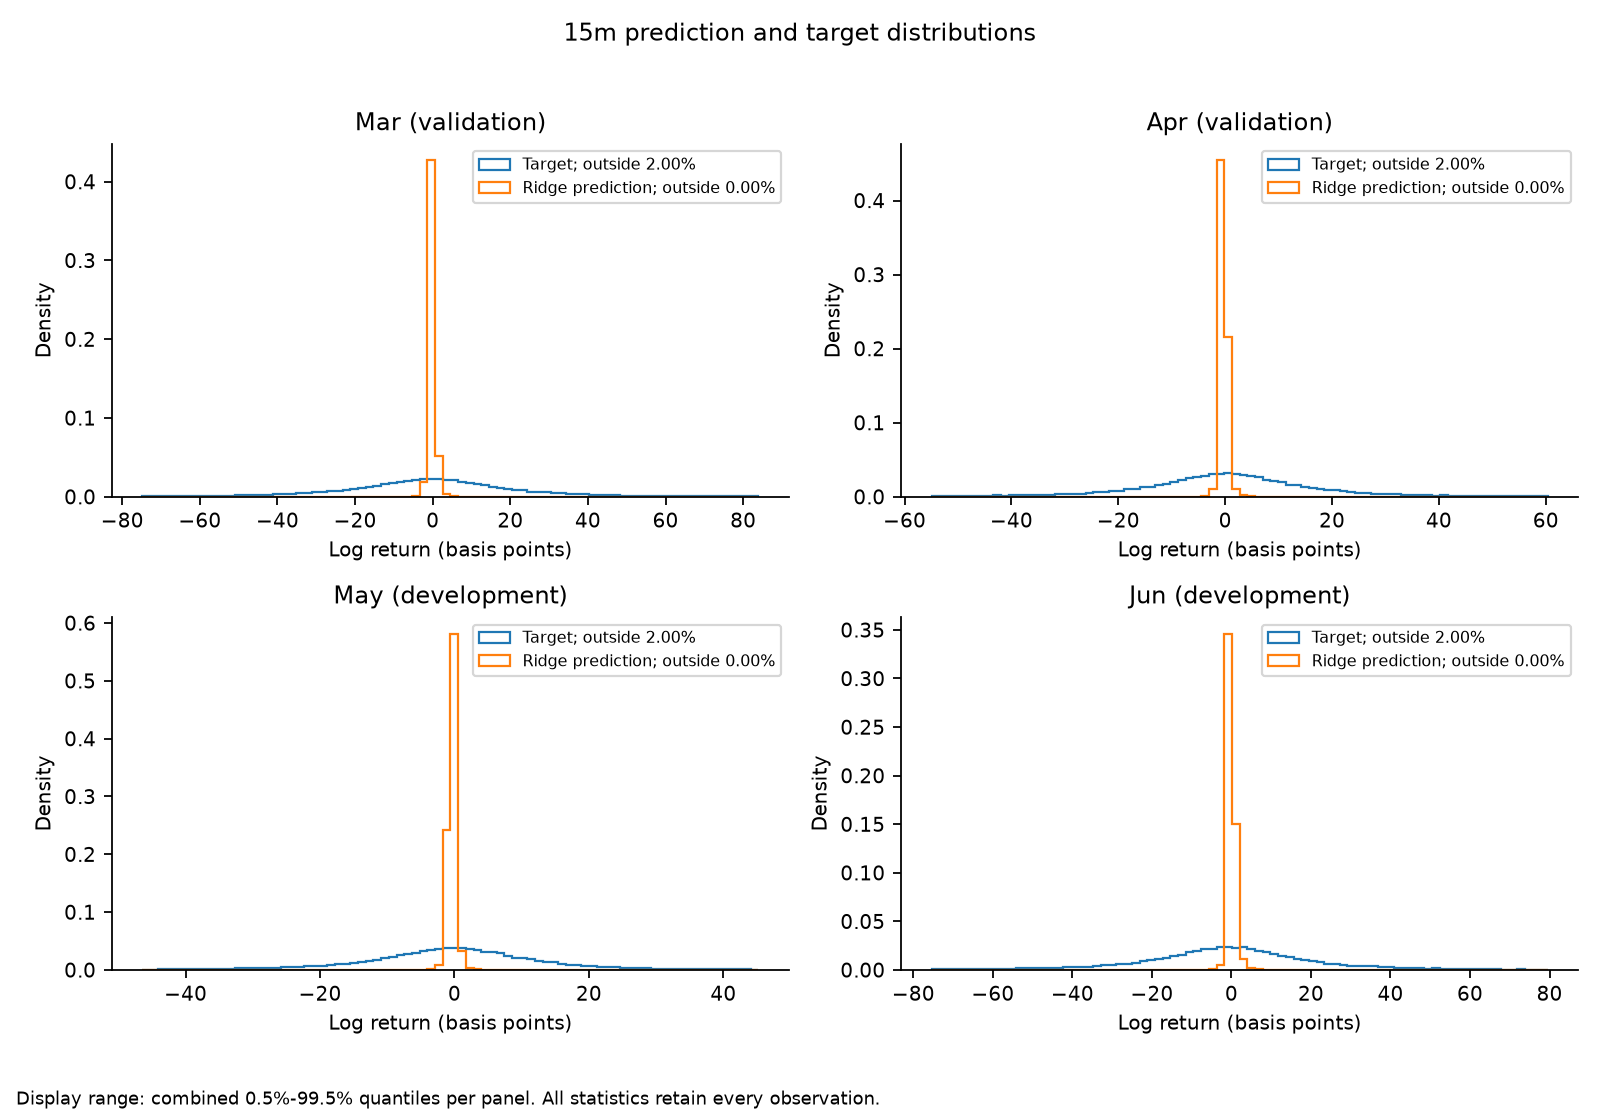 15m prediction and target distributions
Mar (validation)
Target; outside 2.00%
Ridge prediction; outside 0.00%
Density
0.4
0.3
0.2
0.1
0.0
−80 −60 −40 −20 0 20 40 60 80
Log return (basis points)
Apr (validation)
Target; outside 2.00%
Ridge prediction; outside 0.00%
Density
0.4
0.3
0.2
0.1
0.0
−60 −40 −20 0 20 40 60
Log return (basis points)
May (development)
Target; outside 2.00%
Ridge prediction; outside 0.00%
Density
0.6
0.5
0.4
0.3
0.2
0.1
0.0
−40 −20 0 20 40
Log return (basis points)
Jun (development)
Target; outside 2.00%
Ridge prediction; outside 0.00%
Density
0.35
0.30
0.25
0.20
0.15
0.10
0.05
0.00
−80 −60 −40 −20 0 20 40 60 80
Log return (basis points)
Display range: combined 0.5%-99.5% quantiles per panel. All statistics retain every observation.